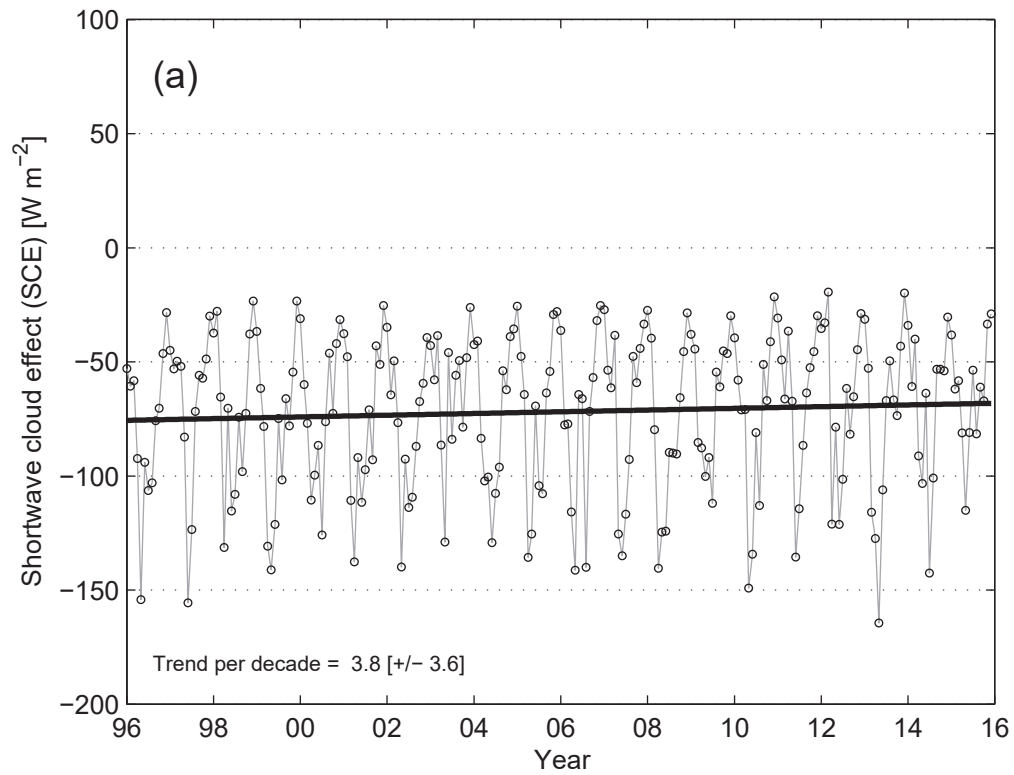 (a)
Shortwave cloud effect (SCE) [W m−2]
100
50
0
−50
−100
−150
−200
Trend per decade = 3.8 [+/− 3.6]
96 98 00 02 04 06 08 10 12 14 16
Year